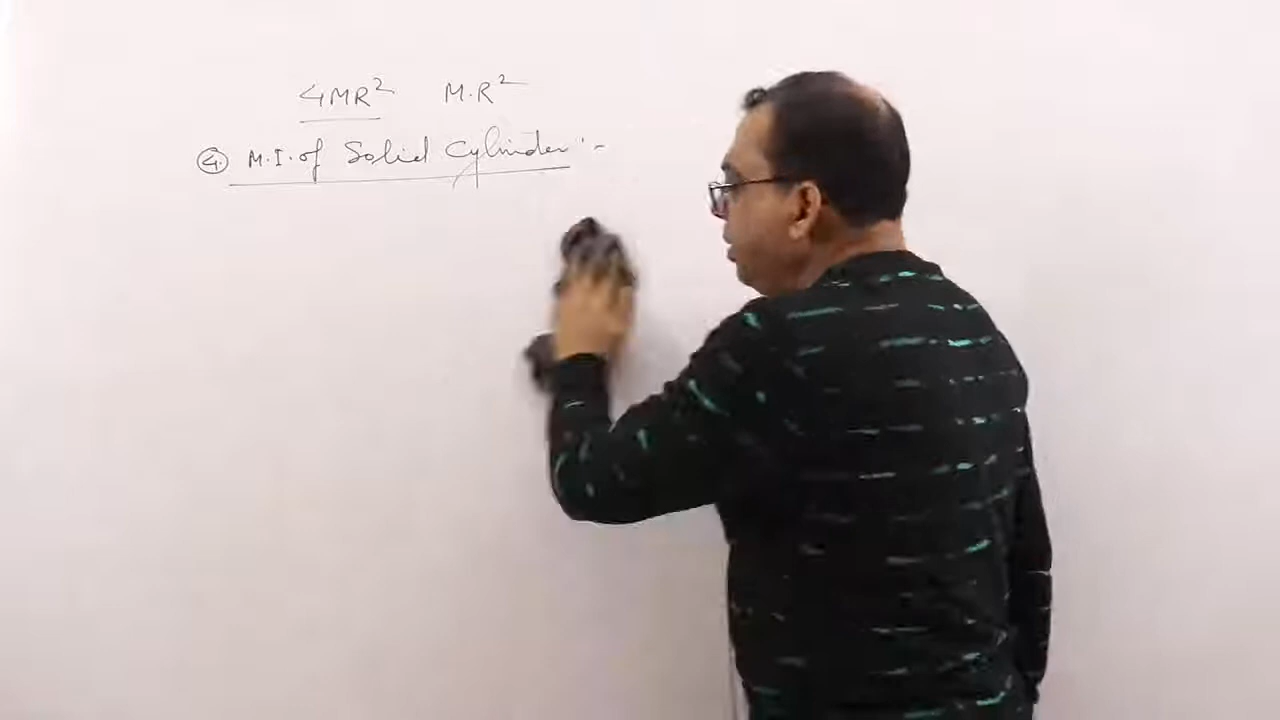 4MR² M.R²
④ M.I. of Solid Cylinder :-